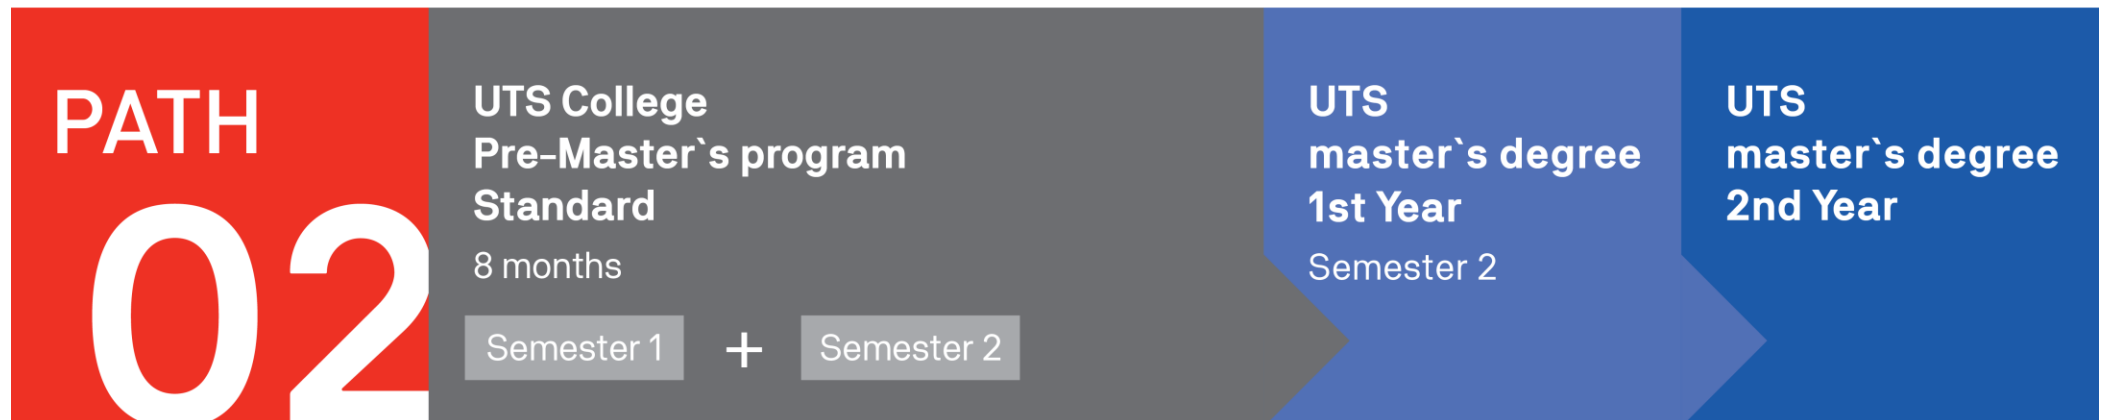 PATH
02
UTS College
Pre-Master`s program
Standard
8 months
Semester 1 + Semester 2
UTS
master`s degree
1st Year
Semester 2
UTS
master`s degree
2nd Year